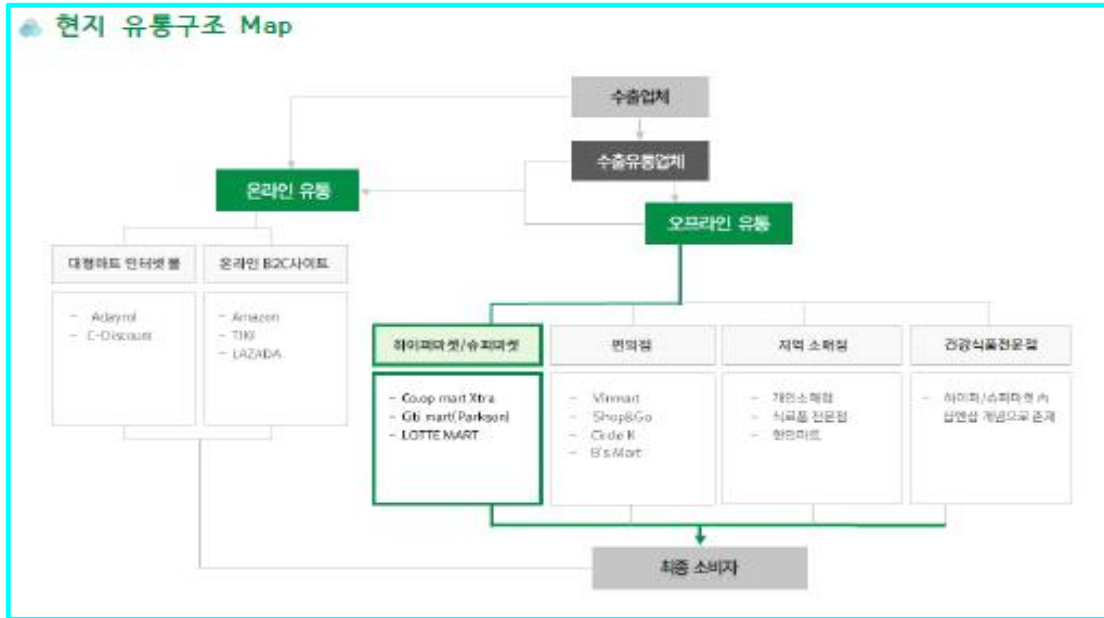 현지 유통구조 Map
수출업체
수출유통업체
온라인 유통
오프라인 유통
대형마트 인터넷 몰
온라인 B2C사이트
- Adayroi
- C-Discount
- Amazon
- TIKI
- LAZADA
하이퍼마켓/슈퍼마켓
편의점
지역 소매점
건강식품전문점
- Co.op mart Xtra
- Citi mart(Parkson)
- LOTTE MART
- Vinmart
- Shop&Go
- Circle K
- B's Mart
- 개인소매점
- 식료품 전문점
- 한인마트
- 하이퍼/슈퍼마켓 內
샵앤샵 개념으로 존재
최종 소비자